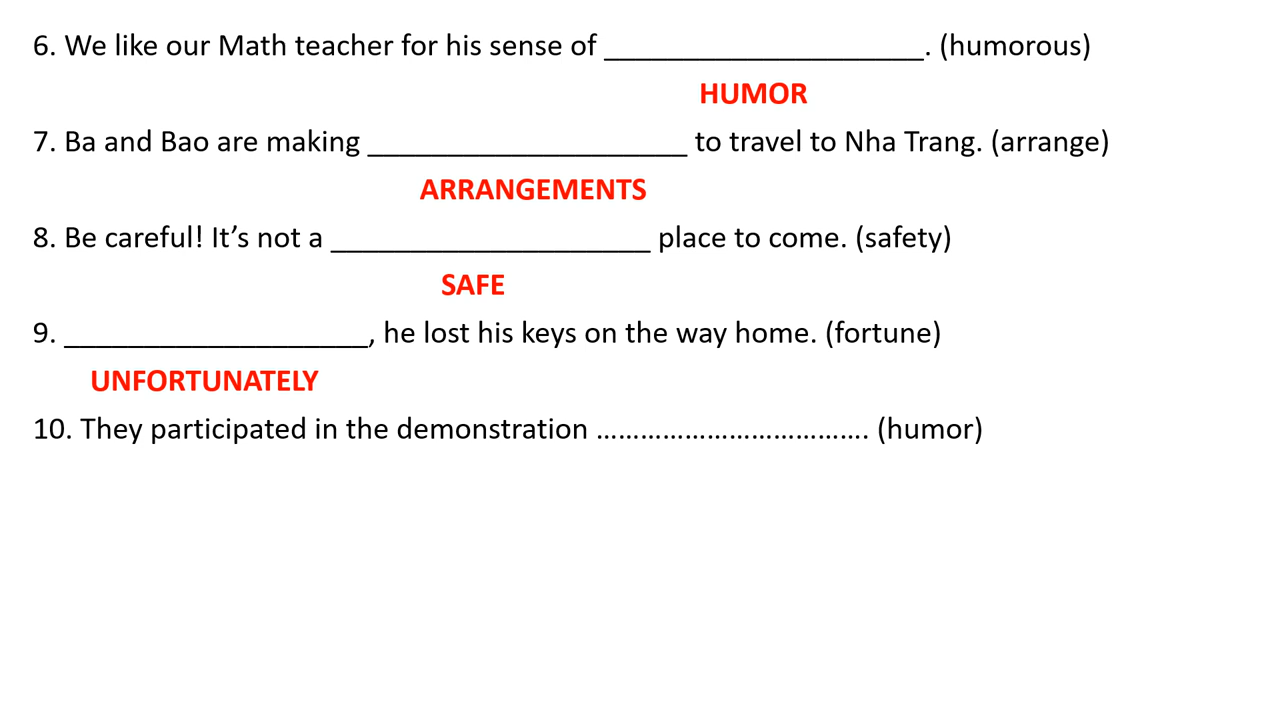 6. We like our Math teacher for his sense of ____________________. (humorous)
HUMOR
7. Ba and Bao are making ____________________ to travel to Nha Trang. (arrange)
ARRANGEMENTS
8. Be careful! It’s not a ____________________ place to come. (safety)
SAFE
9. ___________________, he lost his keys on the way home. (fortune)
UNFORTUNATELY
10. They participated in the demonstration ………………………………. (humor)